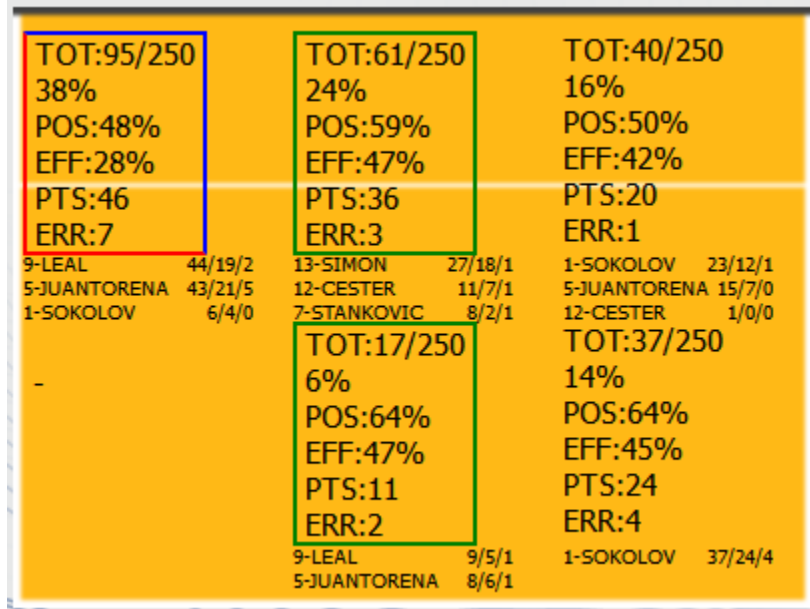 TOT:95/250
38%
POS:48%
EFF:28%
PTS:46
ERR:7
9-LEAL 44/19/2
5-JUANTORENA 43/21/5
1-SOKOLOV 6/4/0
TOT:61/250
24%
POS:59%
EFF:47%
PTS:36
ERR:3
13-SIMON 27/18/1
12-CESTER 11/7/1
7-STANKOVIC 8/2/1
TOT:40/250
16%
POS:50%
EFF:42%
PTS:20
ERR:1
1-SOKOLOV 23/12/1
5-JUANTORENA 15/7/0
12-CESTER 1/0/0
-
TOT:17/250
6%
POS:64%
EFF:47%
PTS:11
ERR:2
9-LEAL 9/5/1
5-JUANTORENA 8/6/1
TOT:37/250
14%
POS:64%
EFF:45%
PTS:24
ERR:4
1-SOKOLOV 37/24/4